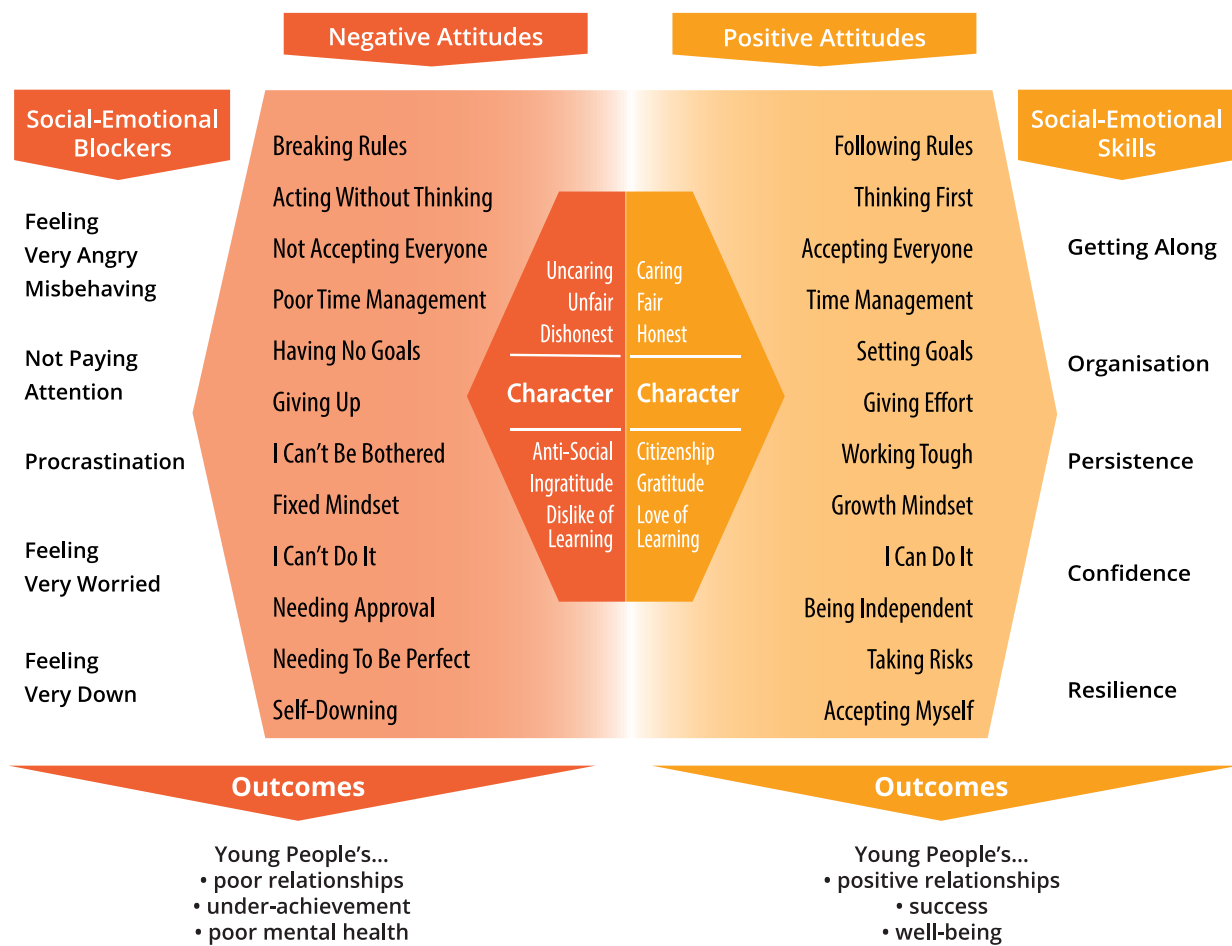 Negative Attitudes
Positive Attitudes
Social-Emotional
Blockers
Feeling
Very Angry
Misbehaving
Not Paying
Attention
Procrastination
Feeling
Very Worried
Feeling
Very Down
Breaking Rules
Acting Without Thinking
Not Accepting Everyone
Poor Time Management
Having No Goals
Giving Up
I Can't Be Bothered
Fixed Mindset
I Can't Do It
Needing Approval
Needing To Be Perfect
Self-Downing
Uncaring
Unfair
Dishonest
Character
Anti-Social
Ingratitude
Dislike of
Learning
Caring
Fair
Honest
Character
Citizenship
Gratitude
Love of
Learning
Following Rules
Thinking First
Accepting Everyone
Time Management
Setting Goals
Giving Effort
Working Tough
Growth Mindset
I Can Do It
Being Independent
Taking Risks
Accepting Myself
Social-Emotional
Skills
Getting Along
Organisation
Persistence
Confidence
Resilience
Outcomes
Young People's...
• poor relationships
• under-achievement
• poor mental health
Outcomes
Young People's...
• positive relationships
• success
• well-being